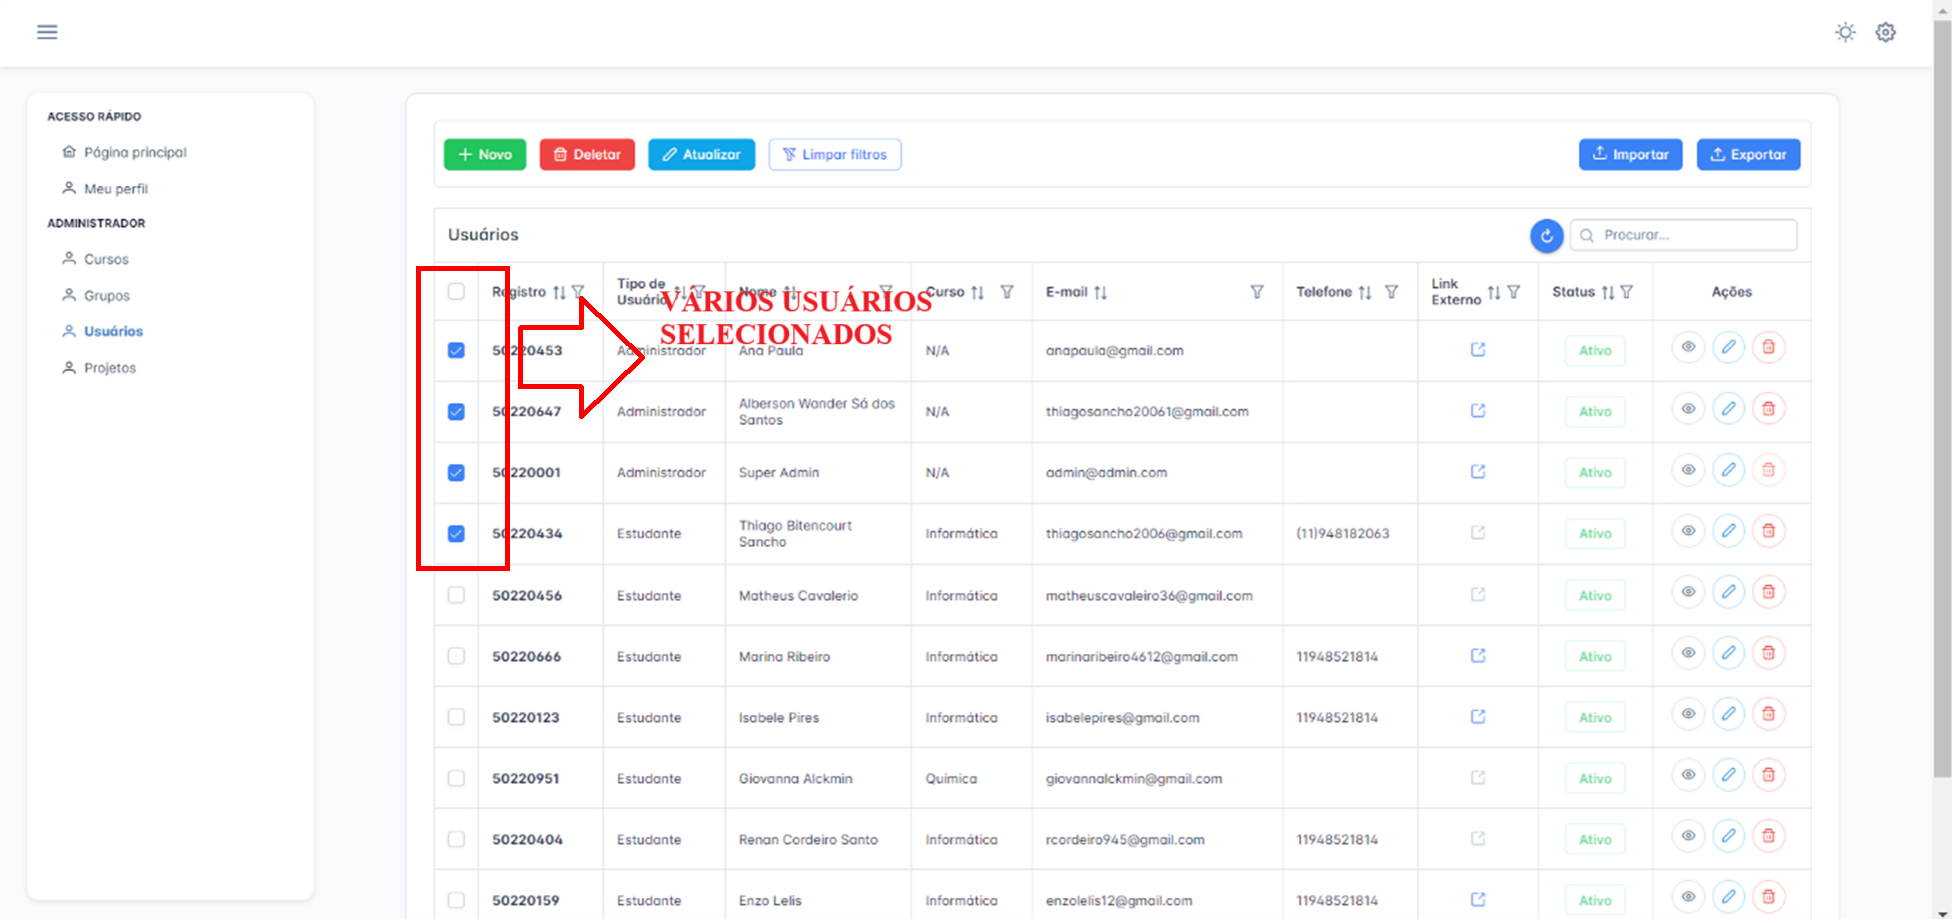 ACESSO RÁPIDO
Página principal
Meu perfil
ADMINISTRADOR
Cursos
Grupos
Usuários
Projetos
Novo Deletar Atualizar Limpar filtros Importar Exportar
Usuários Procurar...
Registro Tipo de Usuário Nome Curso E-mail Telefone Link Externo Status Ações
VÁRIOS USUÁRIOS
SELECIONADOS
50220453 Administrador Ana Paula N/A anapaula@gmail.com Ativo
50220647 Administrador Alberson Wander Sá dos Santos N/A thiagosancho20061@gmail.com Ativo
50220001 Administrador Super Admin N/A admin@admin.com Ativo
50220434 Estudante Thiago Bitencourt Sancho Informática thiagosancho2006@gmail.com (11)948182063 Ativo
50220456 Estudante Matheus Cavalerio Informática matheuscavaleiro36@gmail.com Ativo
50220666 Estudante Marina Ribeiro Informática marinaribeiro4612@gmail.com 11948521814 Ativo
50220123 Estudante Isabele Pires Informática isabelepires@gmail.com 11948521814 Ativo
50220951 Estudante Giovanna Alckmin Química giovannalckmin@gmail.com Ativo
50220404 Estudante Renan Cordeiro Santo Informática rcordeiro945@gmail.com 11948521814 Ativo
50220159 Estudante Enzo Lelis Informática enzolelis12@gmail.com 11948521814 Ativo